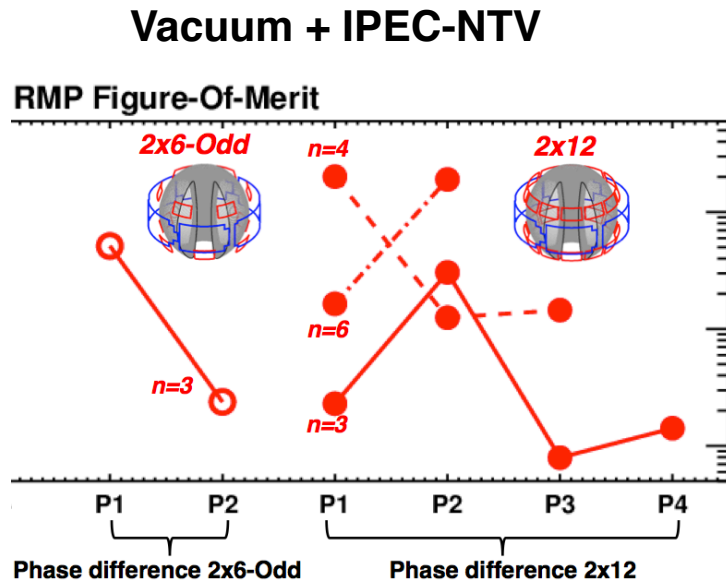 Vacuum + IPEC-NTV
RMP Figure-Of-Merit
2x6-Odd
n=4
2x12
n=6
n=3
n=3
P1 P2 P1 P2 P3 P4
Phase difference 2x6-Odd Phase difference 2x12